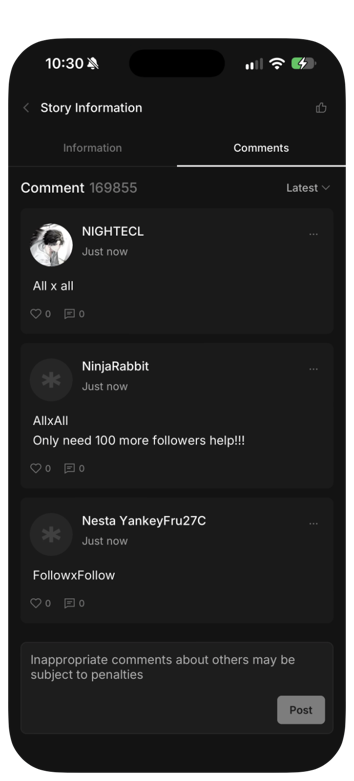 10:30
Story Information
Information
Comments
Comment 169855
Latest
NIGHTECL
...
Just now
All x all
0 0
NinjaRabbit
...
Just now
AllxAll
Only need 100 more followers help!!!
0 0
Nesta YankeyFru27C
...
Just now
FollowxFollow
0 0
Inappropriate comments about others may be
subject to penalties
Post